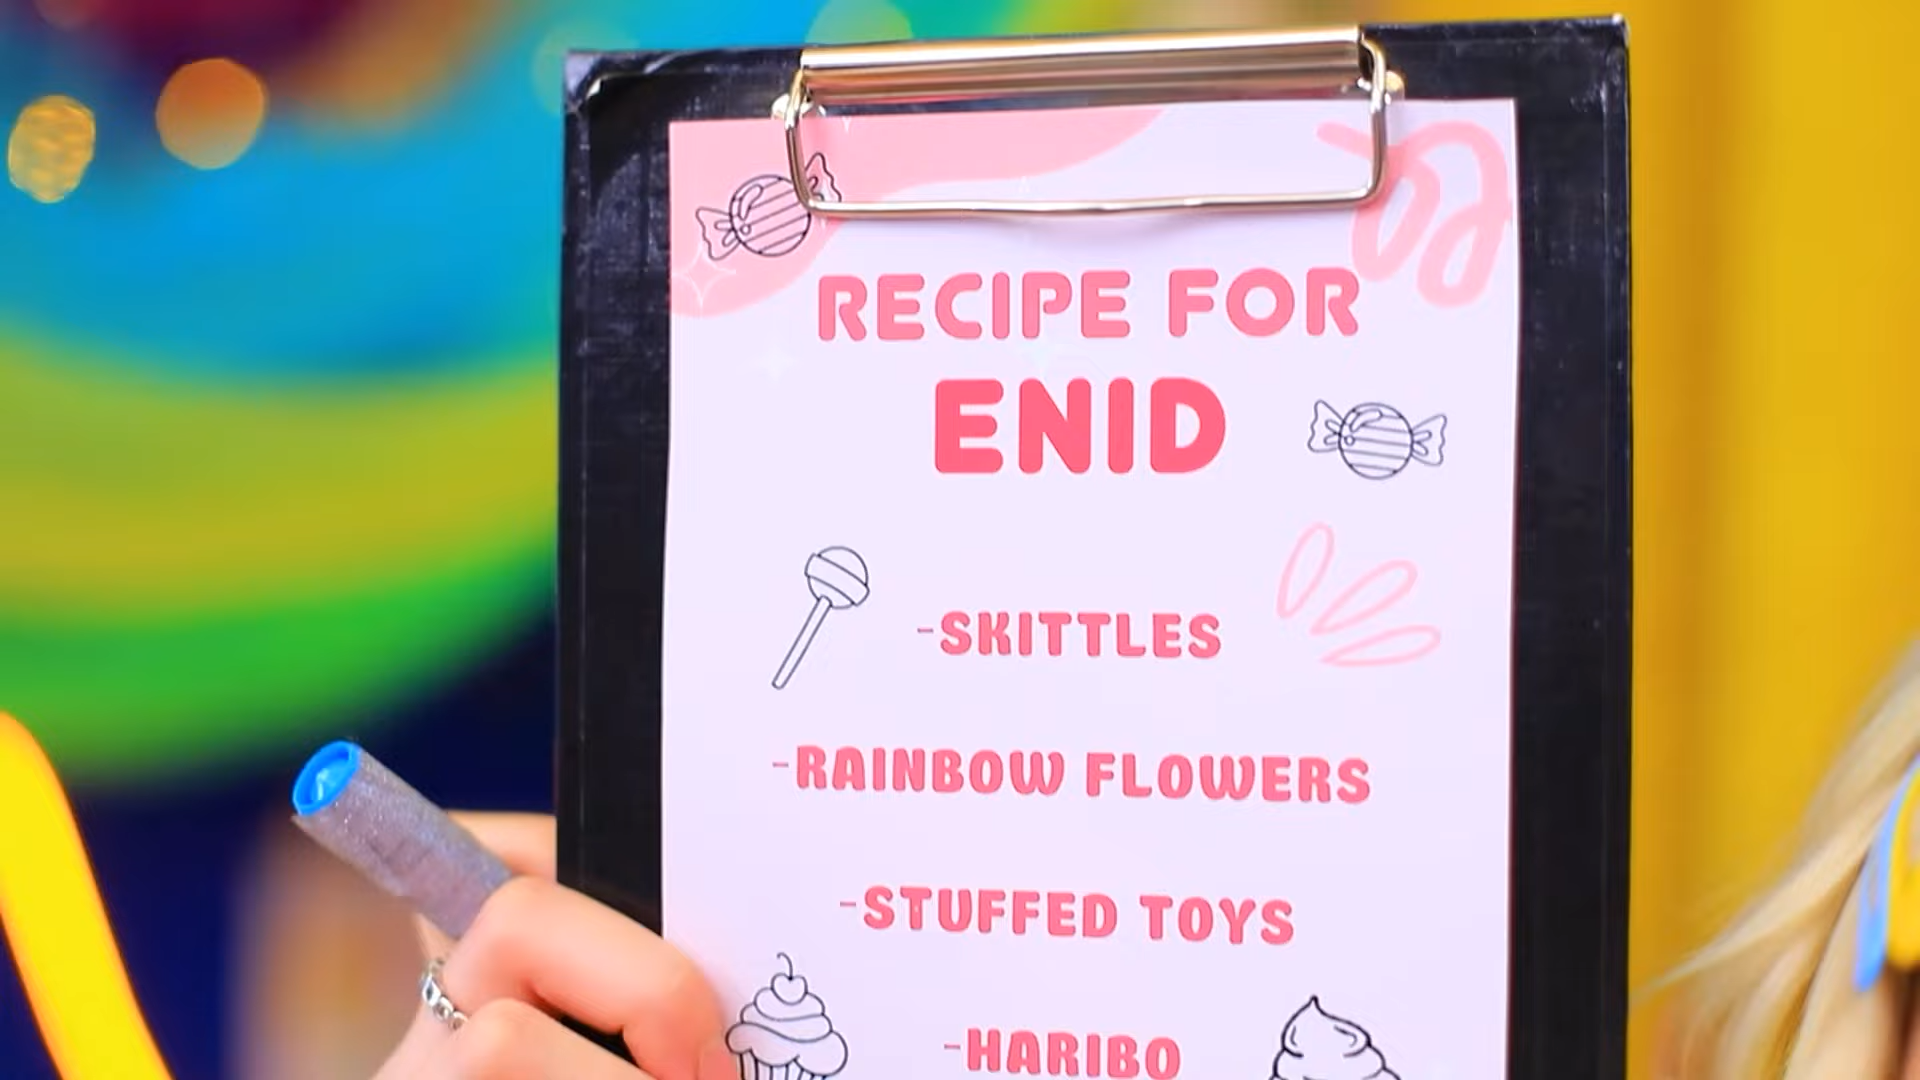 RECIPE FOR
ENID
-SKITTLES
-RAINBOW FLOWERS
-STUFFED TOYS
-HARIBO